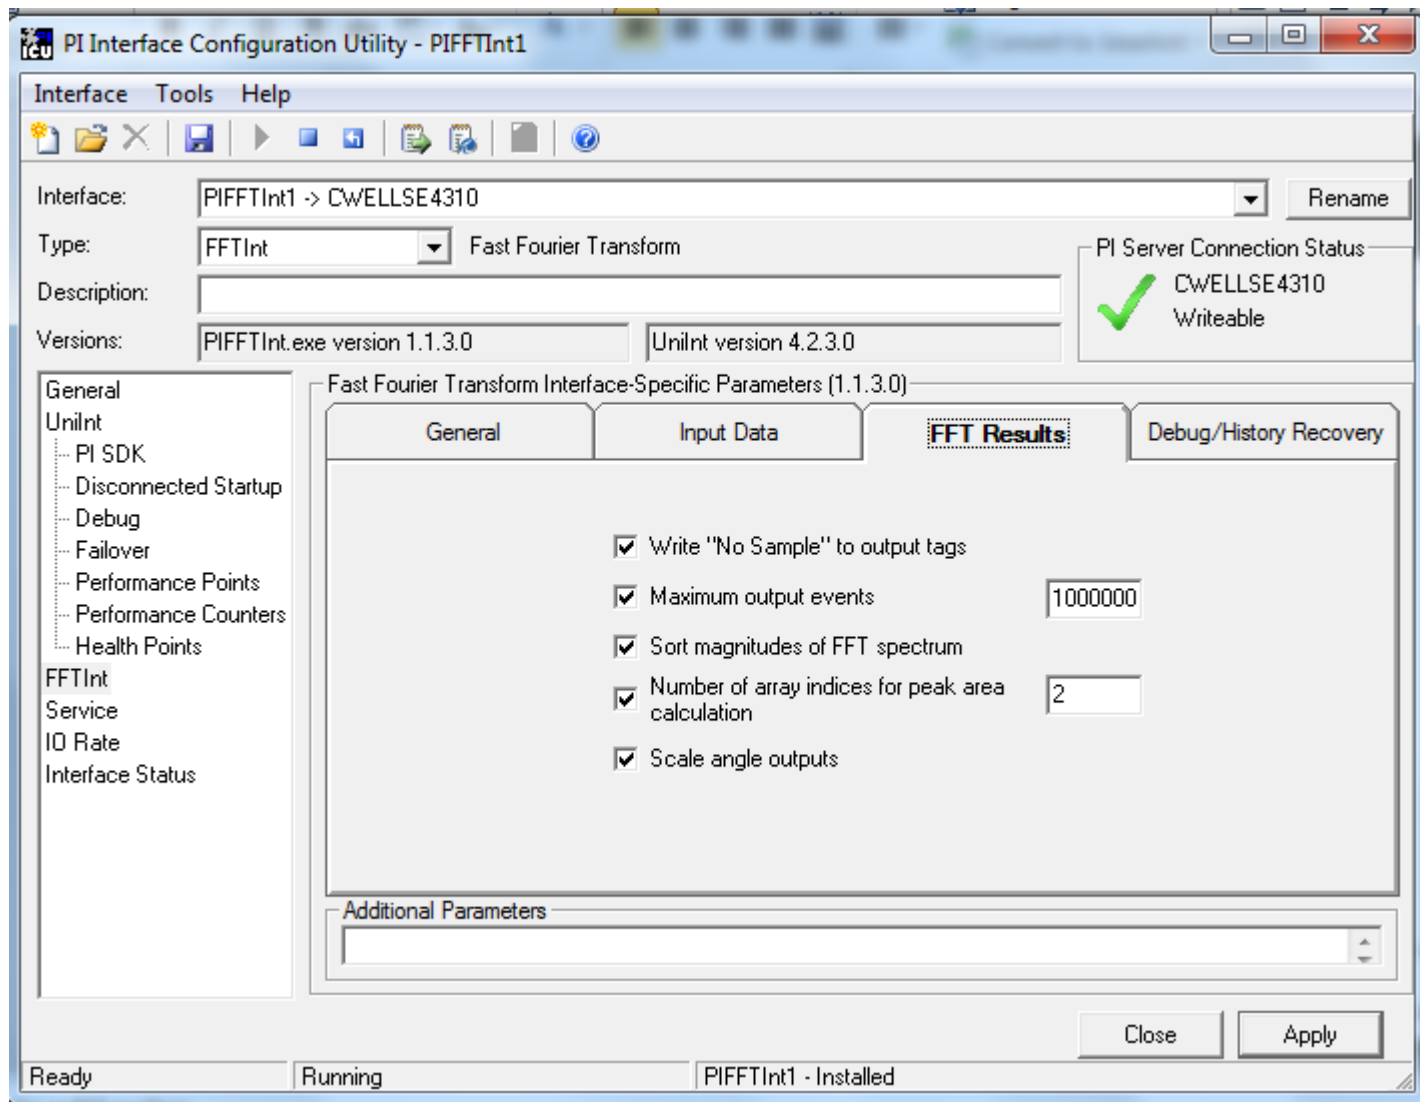 PI ICU
PI Interface Configuration Utility - PIFFTInt1
Interface Tools Help
Interface: PIFFTInt1 -> CWELLSE4310 Rename
Type: FFTInt Fast Fourier Transform
PI Server Connection Status
CWELLSE4310
Writeable
Description:
Versions: PIFFTInt.exe version 1.1.3.0 UniInt version 4.2.3.0
General
UniInt
PI SDK
Disconnected Startup
Debug
Failover
Performance Points
Performance Counters
Health Points
FFTInt
Service
IO Rate
Interface Status
Fast Fourier Transform Interface-Specific Parameters (1.1.3.0)
General Input Data FFT Results Debug/History Recovery
Write "No Sample" to output tags
Maximum output events 1000000
Sort magnitudes of FFT spectrum
Number of array indices for peak area 2
calculation
Scale angle outputs
Additional Parameters
Close Apply
Ready Running PIFFTInt1 - Installed